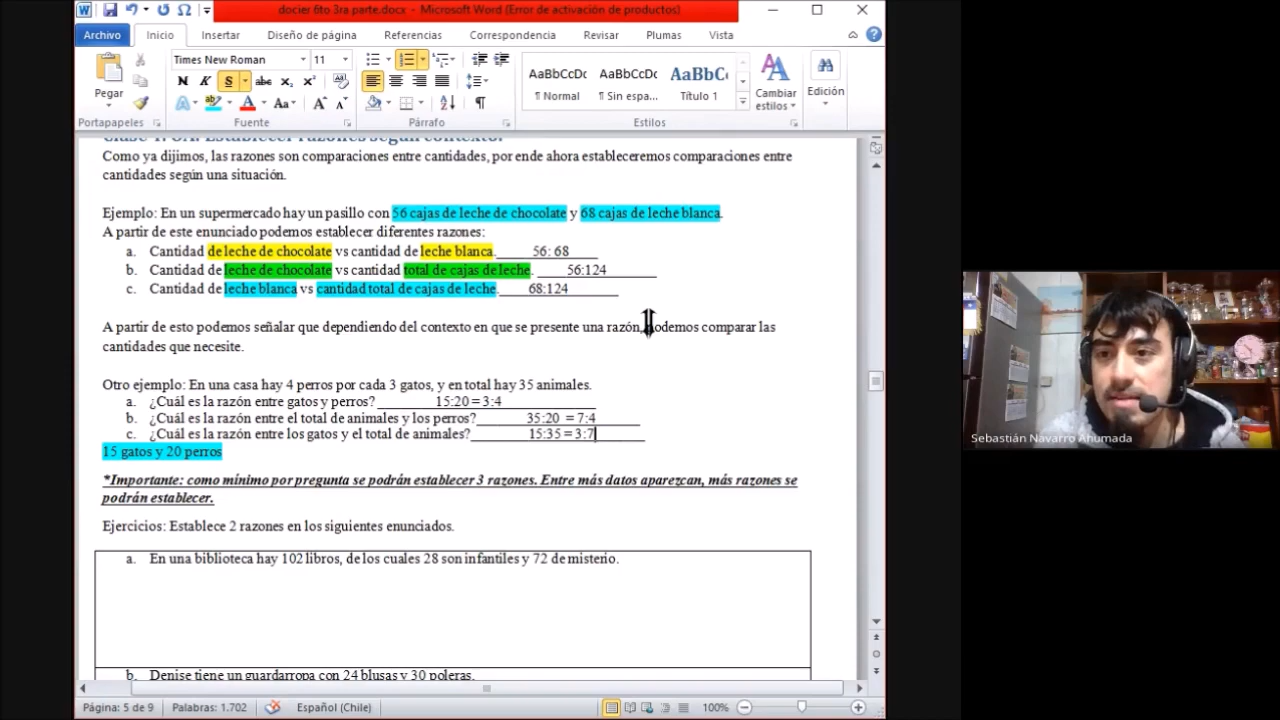 docier 6to 3ra parte.docx - Microsoft Word (Error de activación de productos)
Archivo Inicio Insertar Diseño de página Referencias Correspondencia Revisar Plumas Vista
Times New Roman 11
Pegar
N K S abc x₂ x²
Aa
AaBbCcDc AaBbCcDc AaBbC
¶ Normal ¶ Sin espa... Título 1
Cambiar estilos
Edición
Portapapeles Fuente Párrafo Estilos
Clase 1: OA: Establecer razones según contexto.
Como ya dijimos, las razones son comparaciones entre cantidades, por ende ahora estableceremos comparaciones entre
cantidades según una situación.
Ejemplo: En un supermercado hay un pasillo con 56 cajas de leche de chocolate y 68 cajas de leche blanca.
A partir de este enunciado podemos establecer diferentes razones:
a. Cantidad de leche de chocolate vs cantidad de leche blanca. 56: 68
b. Cantidad de leche de chocolate vs cantidad total de cajas de leche. 56:124
c. Cantidad de leche blanca vs cantidad total de cajas de leche. 68:124
A partir de esto podemos señalar que dependiendo del contexto en que se presente una razón, podemos comparar las
cantidades que necesite.
Otro ejemplo: En una casa hay 4 perros por cada 3 gatos, y en total hay 35 animales.
a. ¿Cuál es la razón entre gatos y perros? 15:20 = 3:4
b. ¿Cuál es la razón entre el total de animales y los perros? 35:20 = 7:4
c. ¿Cuál es la razón entre los gatos y el total de animales? 15:35 = 3:7
15 gatos y 20 perros
*Importante: como mínimo por pregunta se podrán establecer 3 razones. Entre más datos aparezcan, más razones se
podrán establecer.
Ejercicios: Establece 2 razones en los siguientes enunciados.
a. En una biblioteca hay 102 libros, de los cuales 28 son infantiles y 72 de misterio.
b. Denise tiene un guardarropa con 24 blusas y 30 poleras.
Página: 5 de 9 Palabras: 1.702 Español (Chile) 100%
Sebastián Navarro Ahumada